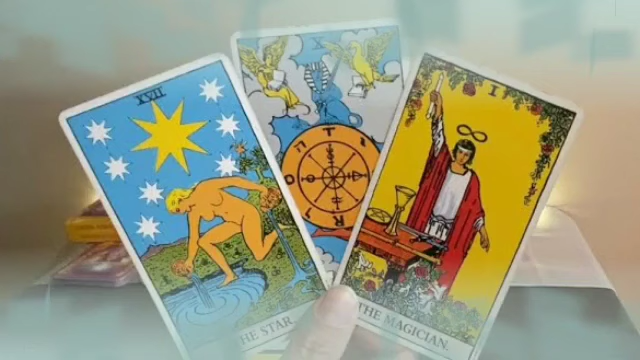 XVII
X
I
HE STAR.
THE MAGICIAN.